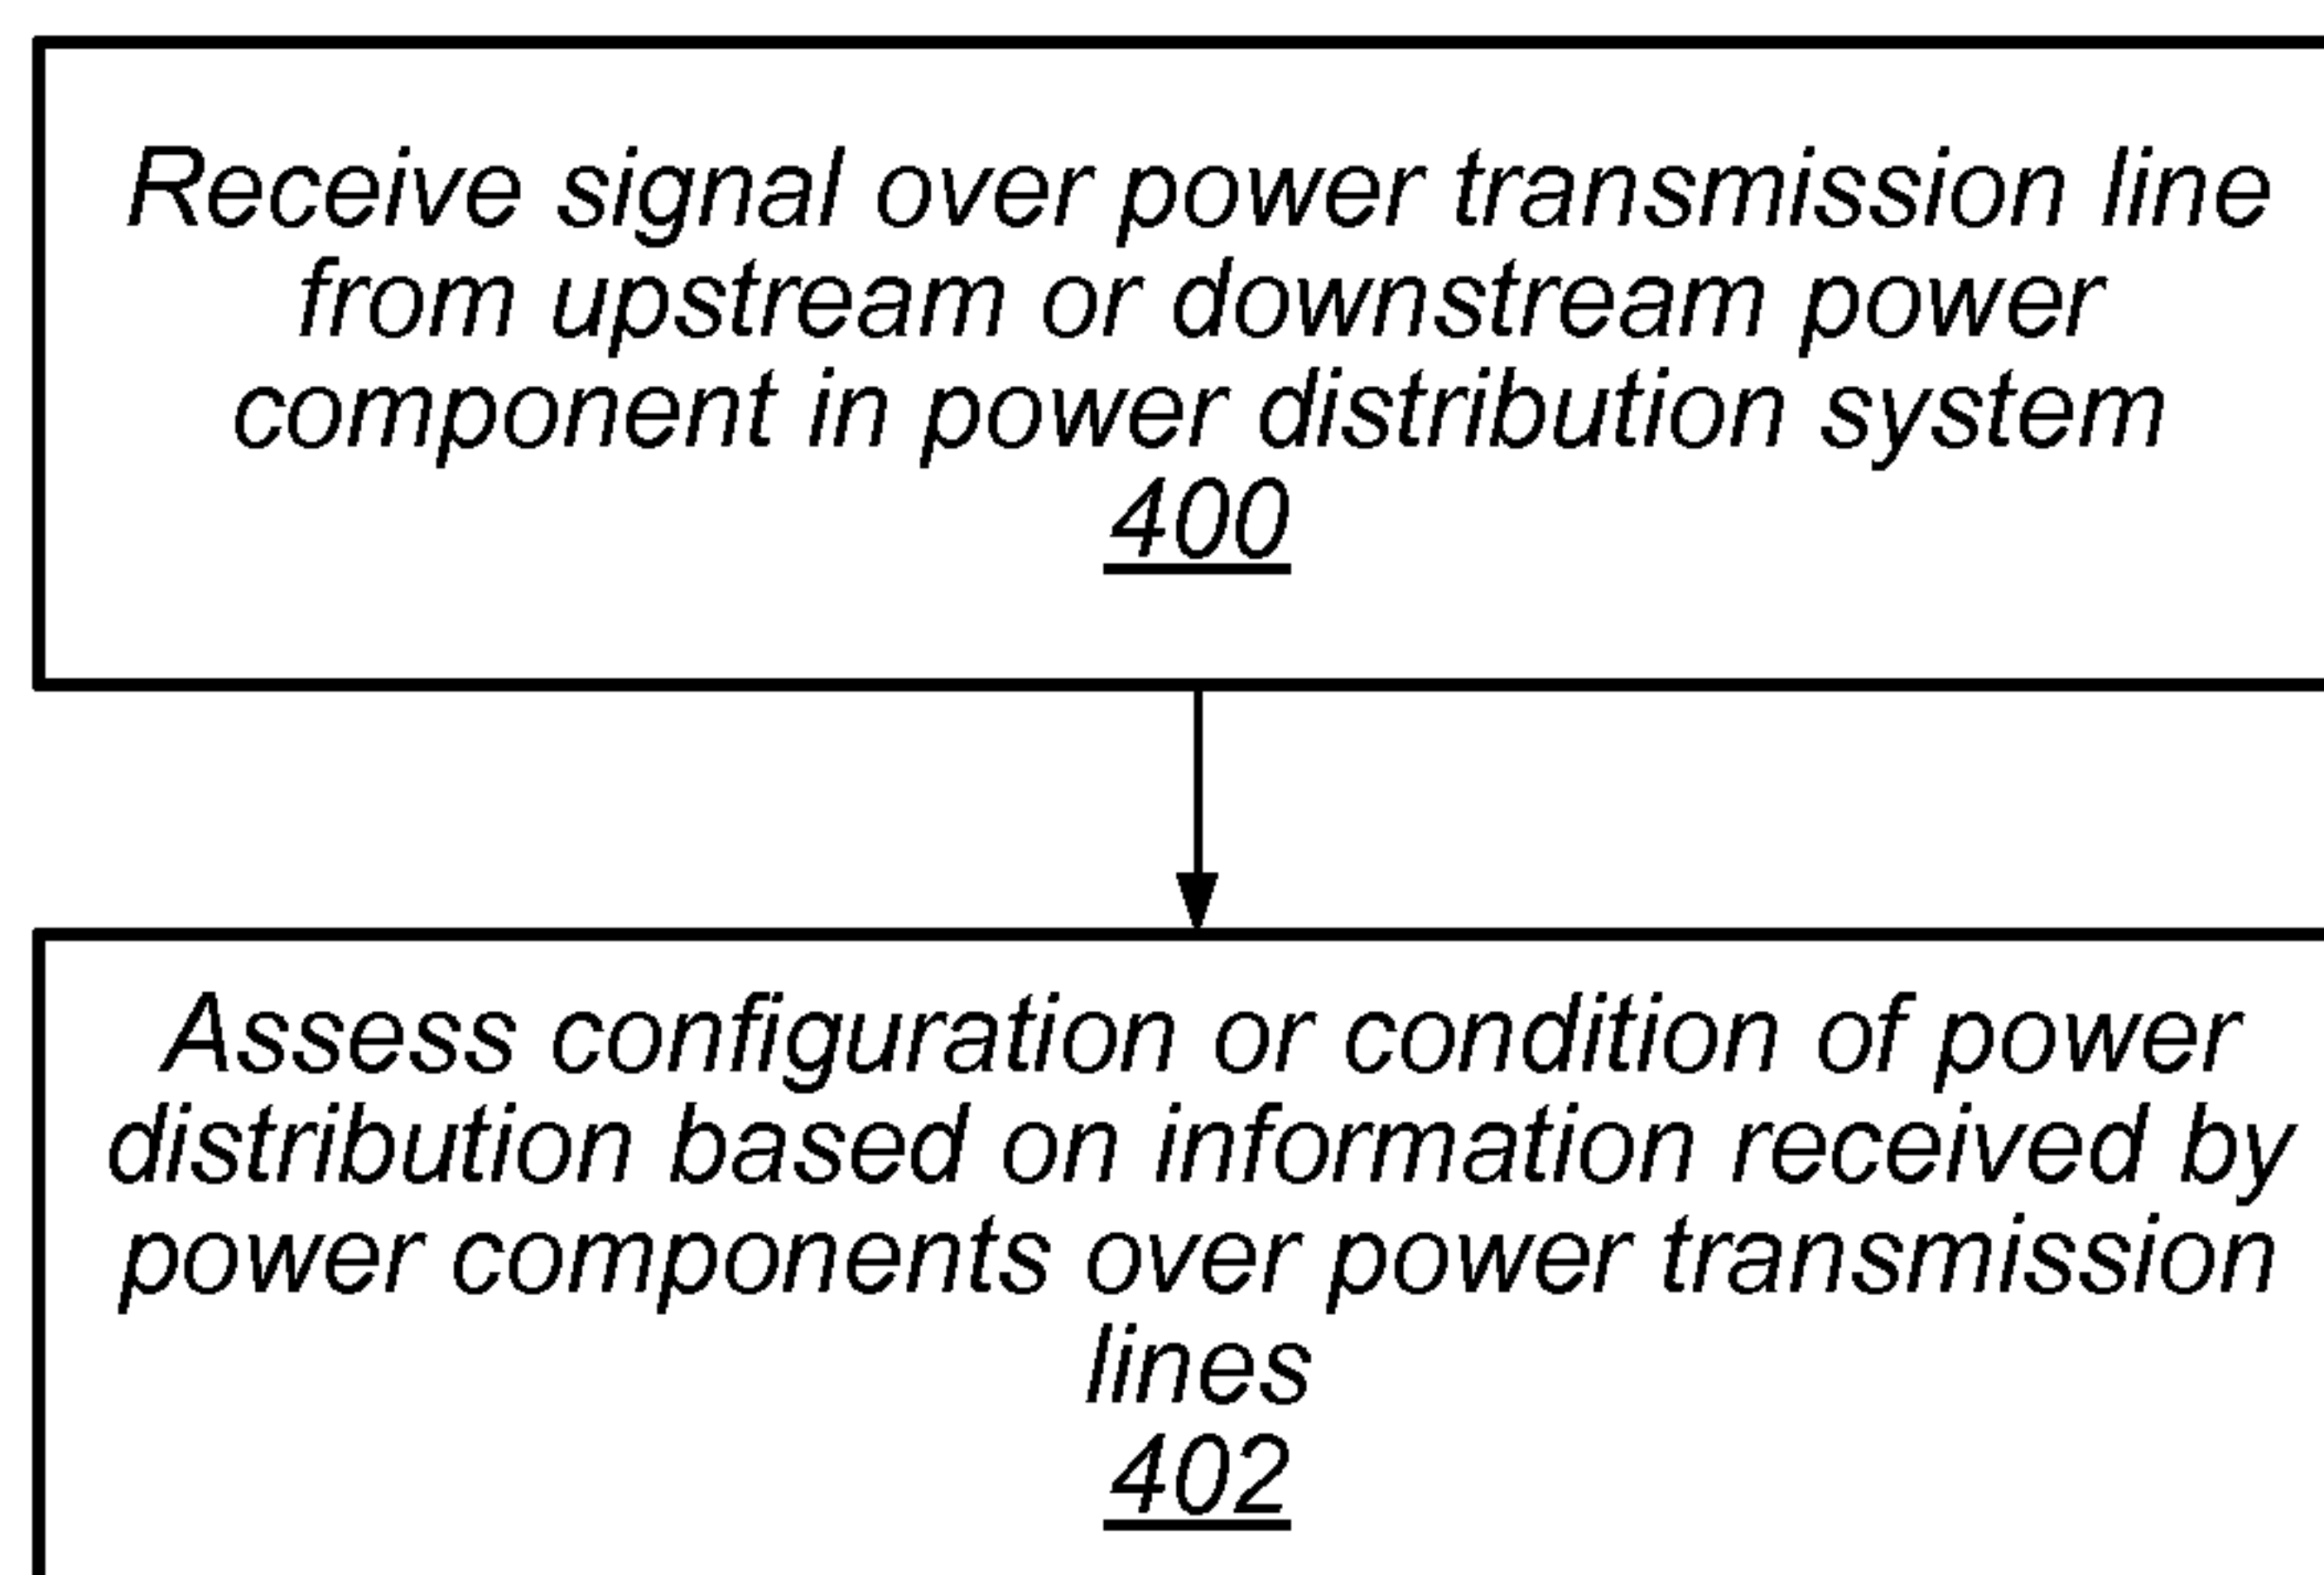 Receive signal over power transmission line
from upstream or downstream power
component in power distribution system
400
Assess configuration or condition of power
distribution based on information received by
power components over power transmission
lines
402